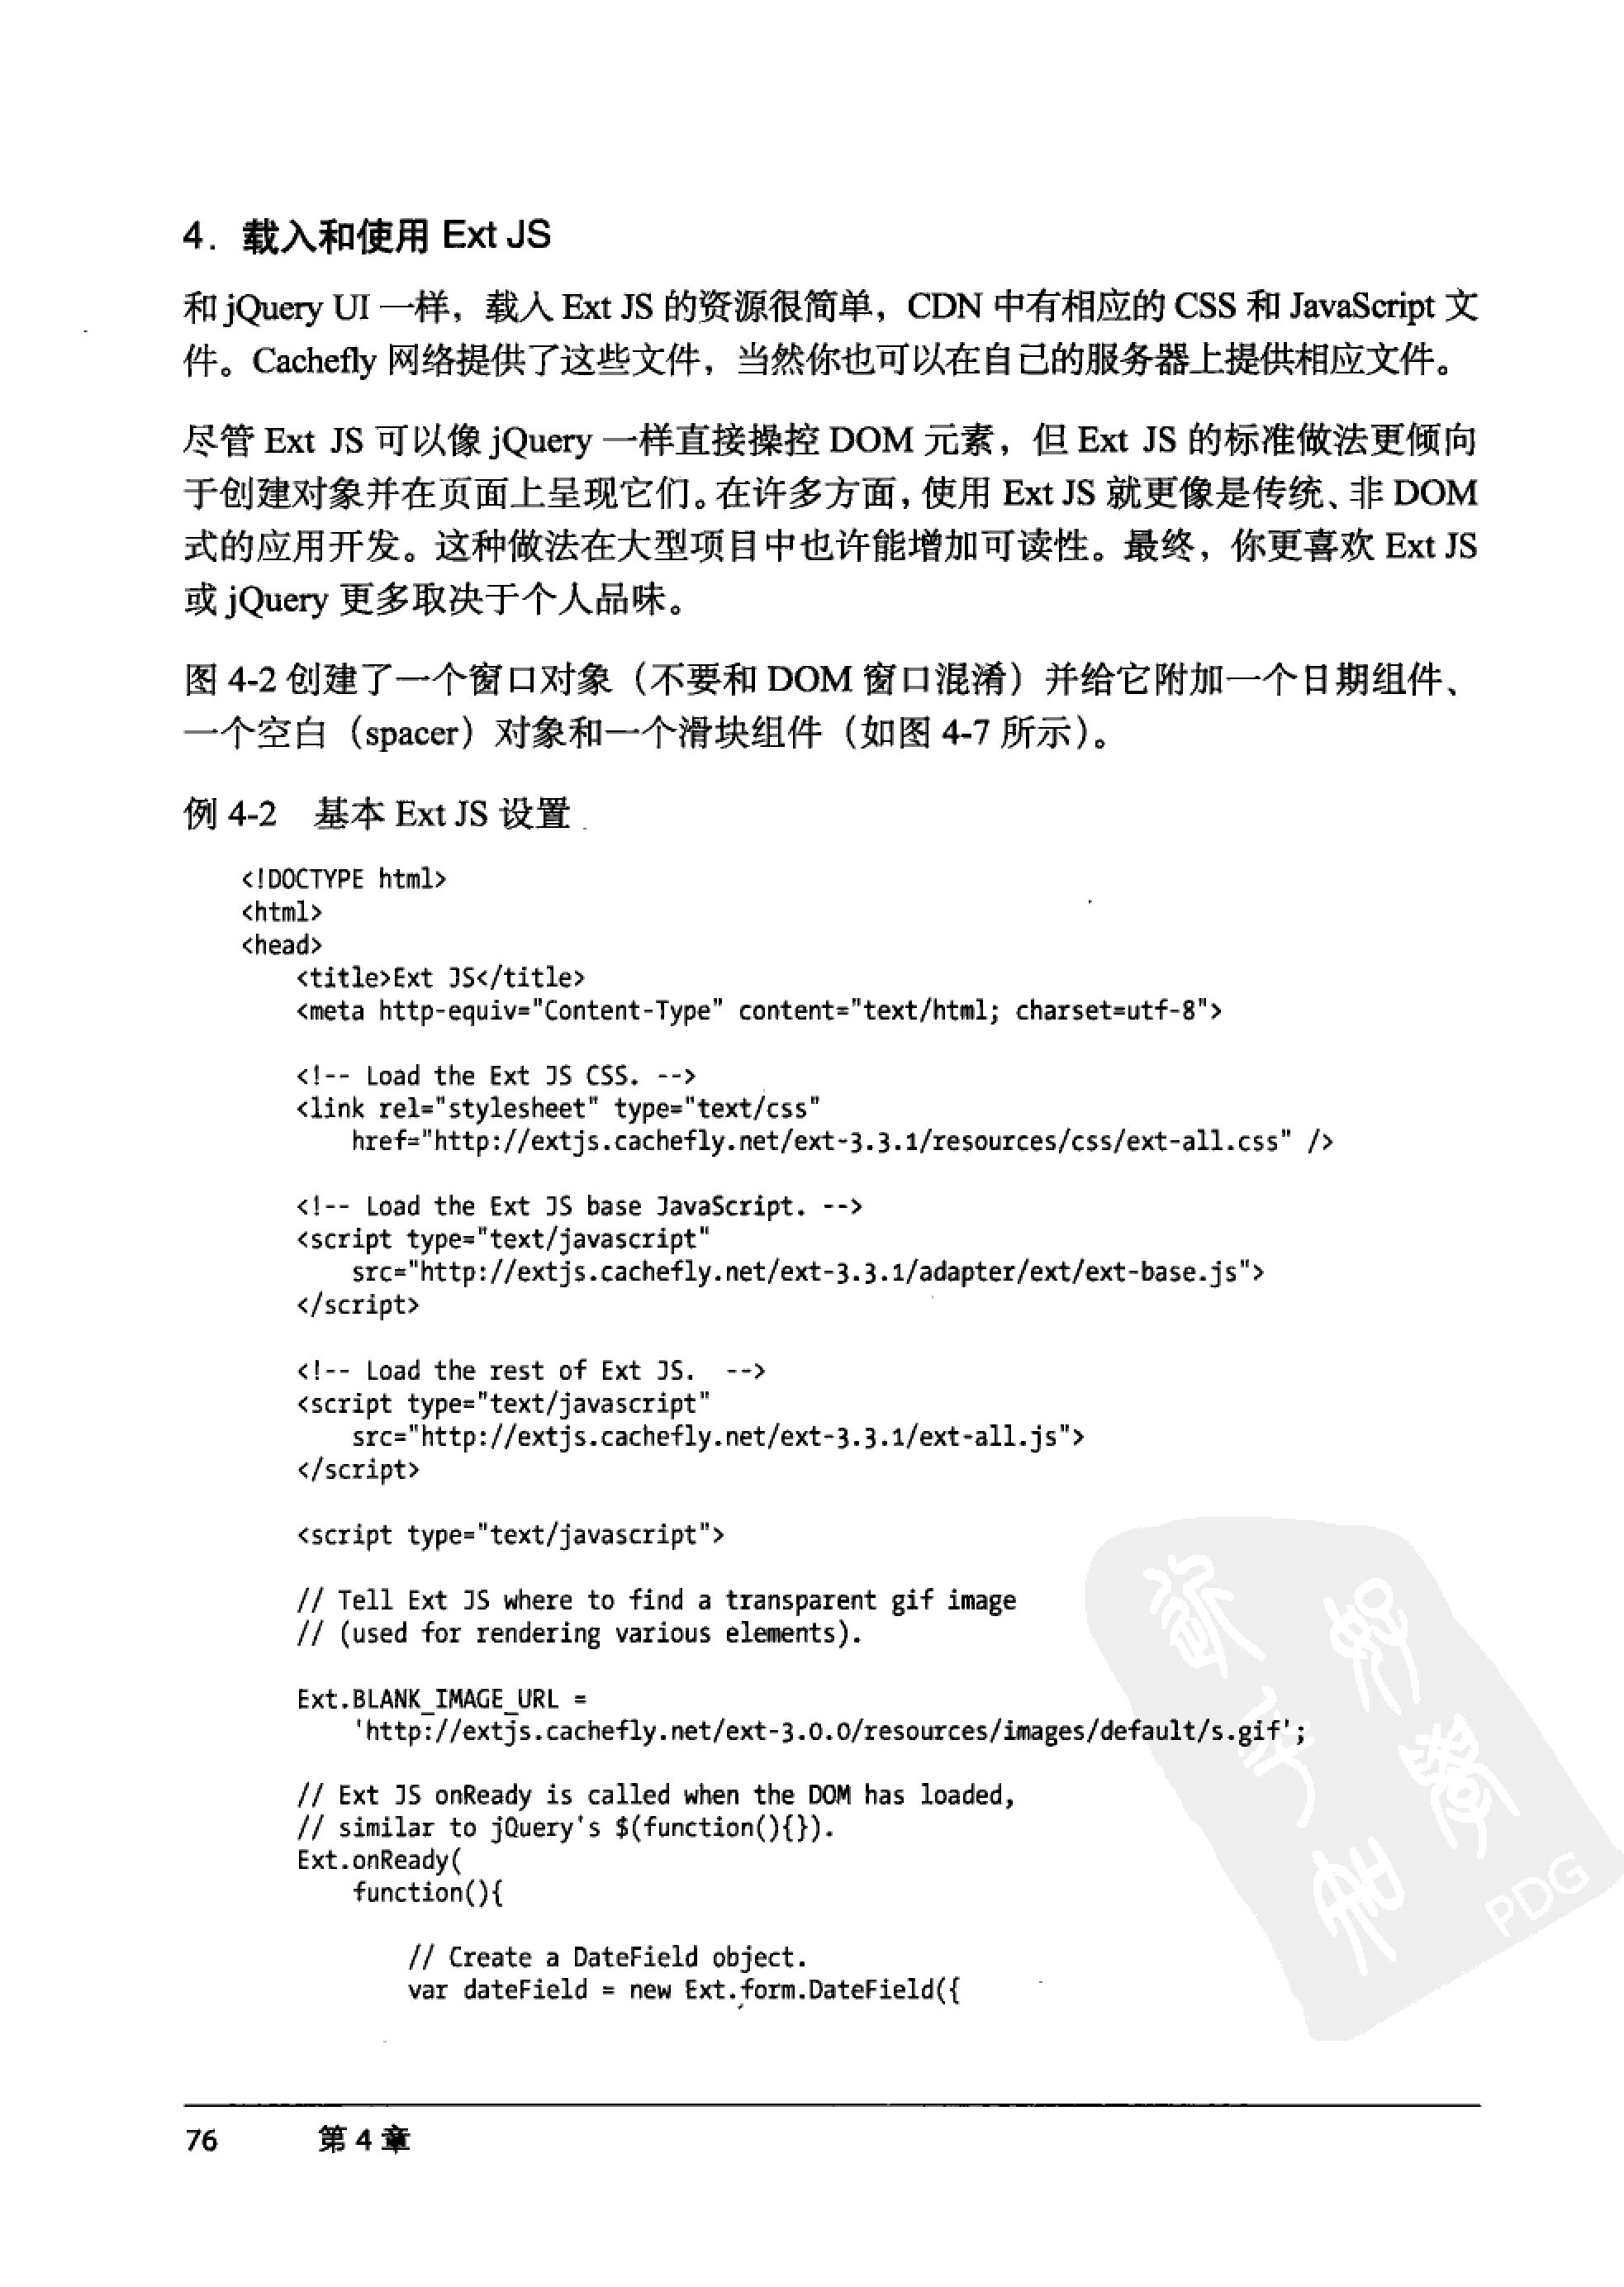 4．载入和使用 Ext JS
和 jQuery UI 一样，载入 Ext JS 的资源很简单，CDN 中有相应的 CSS 和 JavaScript 文
件。Cachefly 网络提供了这些文件，当然你也可以在自己的服务器上提供相应文件。
尽管 Ext JS 可以像 jQuery 一样直接操控 DOM 元素，但 Ext JS 的标准做法更倾向
于创建对象并在页面上呈现它们。在许多方面，使用 Ext JS 就更像是传统、非 DOM
式的应用开发。这种做法在大型项目中也许能增加可读性。最终，你更喜欢 Ext JS
或 jQuery 更多取决于个人品味。
图 4-2 创建了一个窗口对象（不要和 DOM 窗口混淆）并给它附加一个日期组件、
一个空白（spacer）对象和一个滑块组件（如图 4-7 所示）。
例 4-2 基本 Ext JS 设置
<!DOCTYPE html>
<html>
<head>
<title>Ext JS</title>
<meta http-equiv="Content-Type" content="text/html; charset=utf-8">
<!-- Load the Ext JS CSS. -->
<link rel="stylesheet" type="text/css"
href="http://extjs.cachefly.net/ext-3.3.1/resources/css/ext-all.css" />
<!-- Load the Ext JS base JavaScript. -->
<script type="text/javascript"
src="http://extjs.cachefly.net/ext-3.3.1/adapter/ext/ext-base.js">
</script>
<!-- Load the rest of Ext JS. -->
<script type="text/javascript"
src="http://extjs.cachefly.net/ext-3.3.1/ext-all.js">
</script>
<script type="text/javascript">
// Tell Ext JS where to find a transparent gif image
// (used for rendering various elements).
Ext.BLANK_IMAGE_URL =
'http://extjs.cachefly.net/ext-3.0.0/resources/images/default/s.gif';
// Ext JS onReady is called when the DOM has loaded,
// similar to jQuery's $(function(){}).
Ext.onReady(
function(){
// Create a DateField object.
var dateField = new Ext.form.DateField({
PDG
76 第 4 章